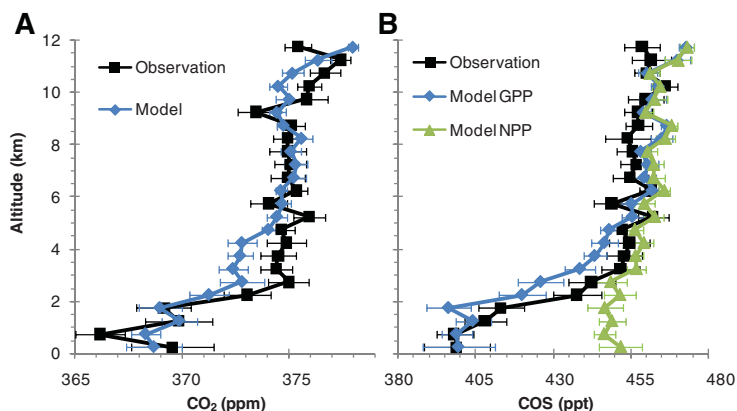 A
B
Observation
Model
Observation
Model GPP
Model NPP
Altitude (km)
12
10
8
6
4
2
0
365
370
375
380
405
430
455
480
CO₂ (ppm)
COS (ppt)